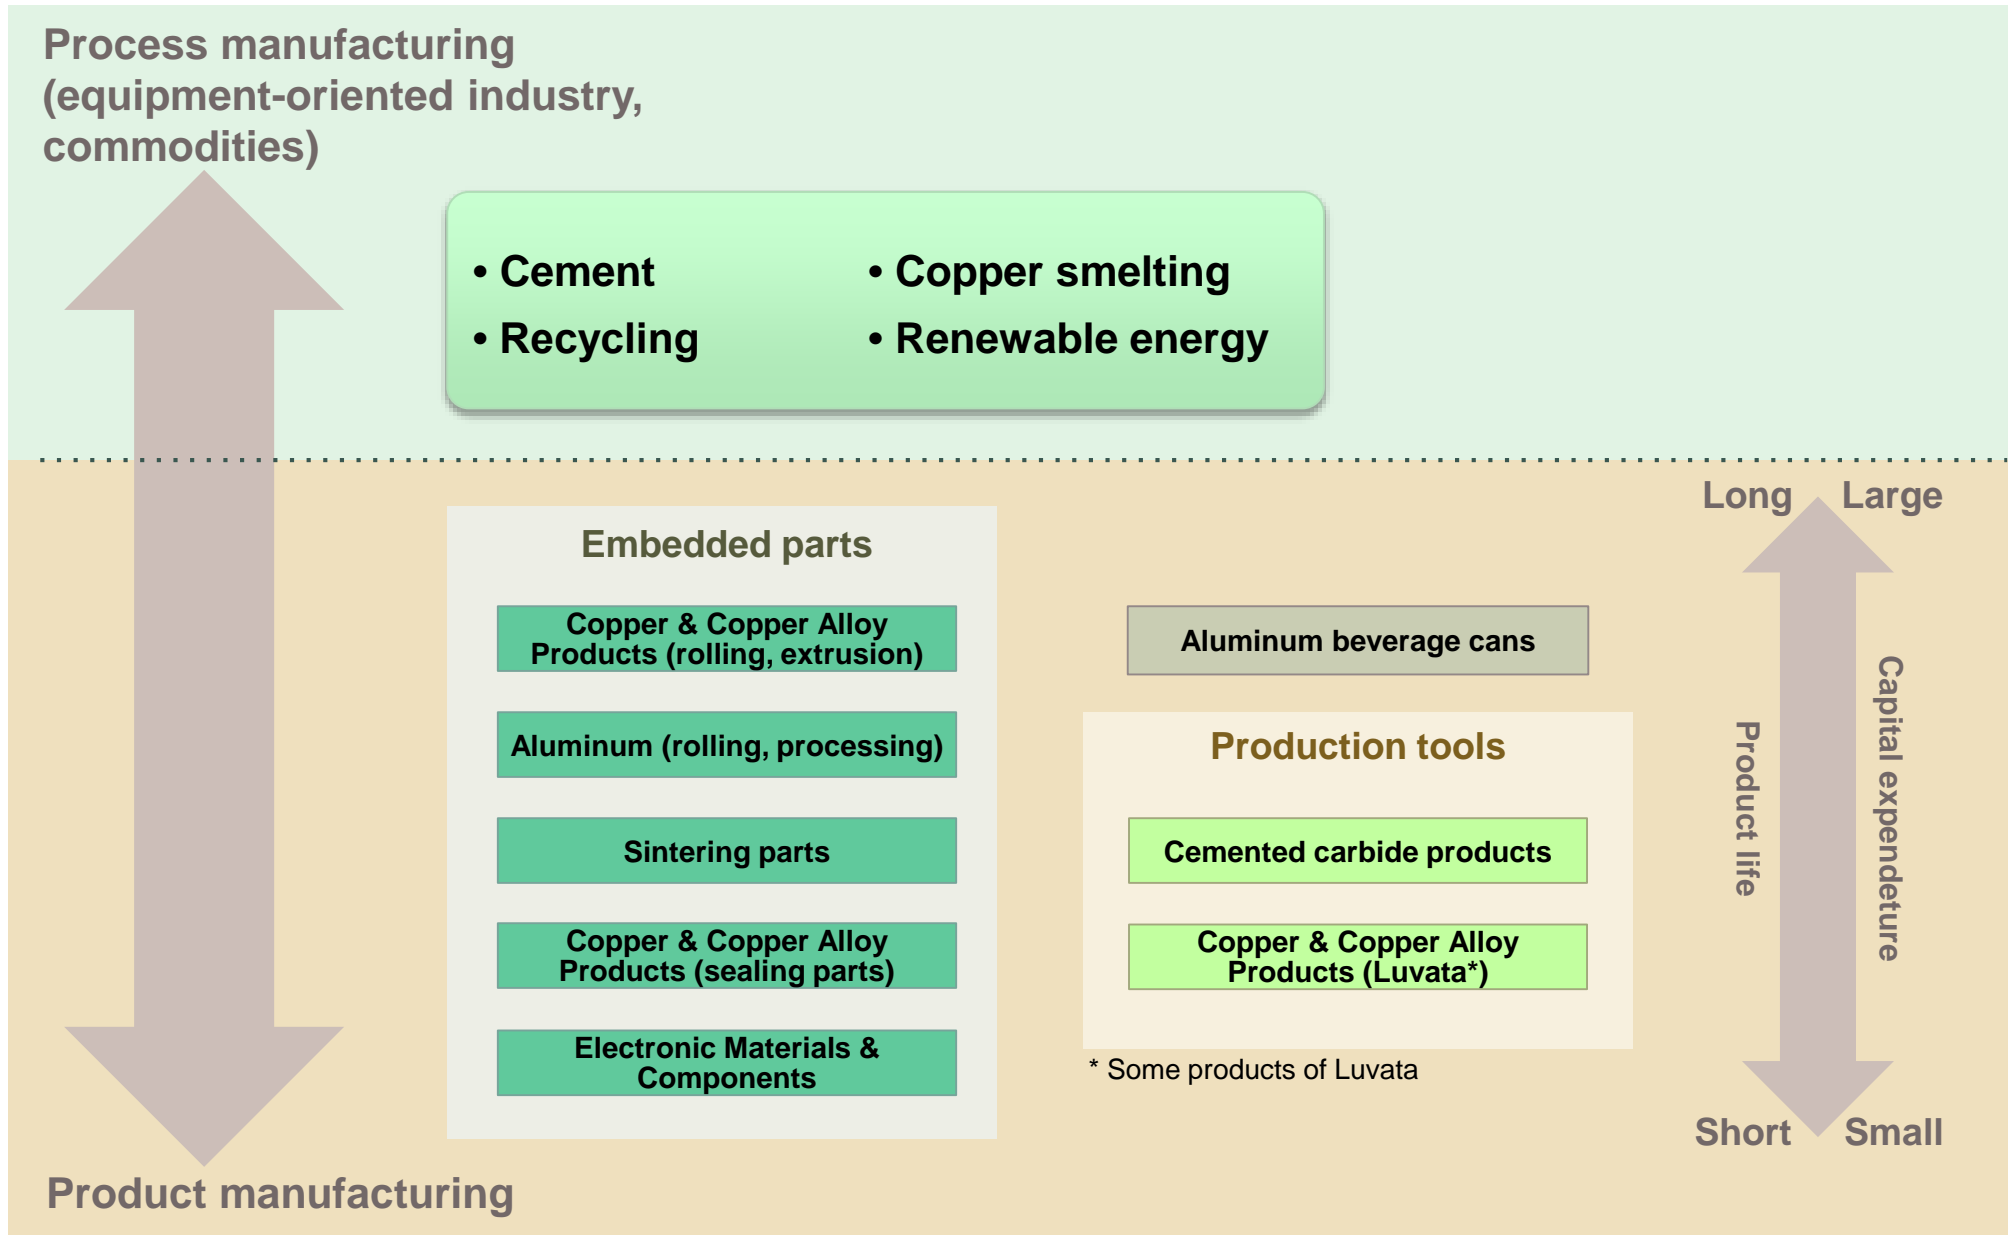 Process manufacturing
(equipment-oriented industry,
commodities)
• Cement
• Copper smelting
• Recycling
• Renewable energy
Long
Large
Embedded parts
Copper & Copper Alloy
Products (rolling, extrusion)
Aluminum (rolling, processing)
Sintering parts
Copper & Copper Alloy
Products (sealing parts)
Electronic Materials &
Components
Aluminum beverage cans
Production tools
Cemented carbide products
Copper & Copper Alloy
Products (Luvata*)
* Some products of Luvata
Product life
Capital expendeture
Short
Small
Product manufacturing